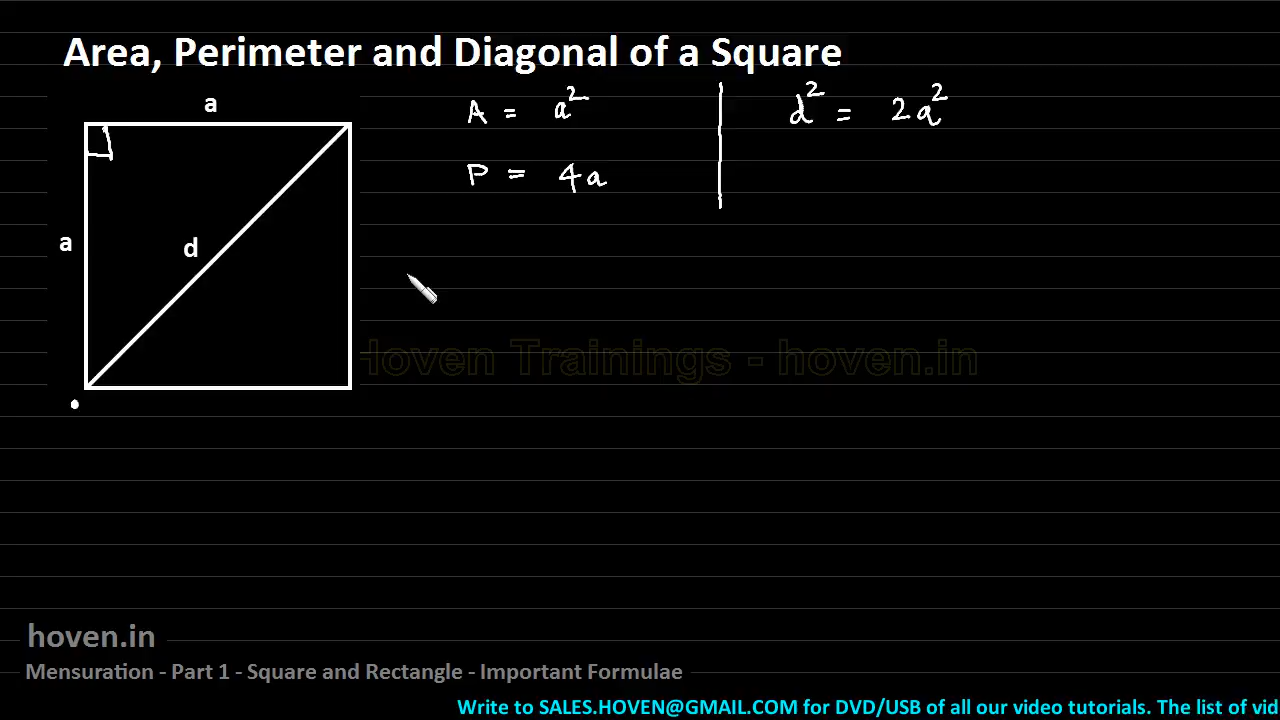 Area, Perimeter and Diagonal of a Square
a
A = a²
d² = 2a²
P = 4a
a
d
Hoven Trainings - hoven.in
hoven.in
Mensuration - Part 1 - Square and Rectangle - Important Formulae
Write to SALES.HOVEN@GMAIL.COM for DVD/USB of all our video tutorials. The list of vid